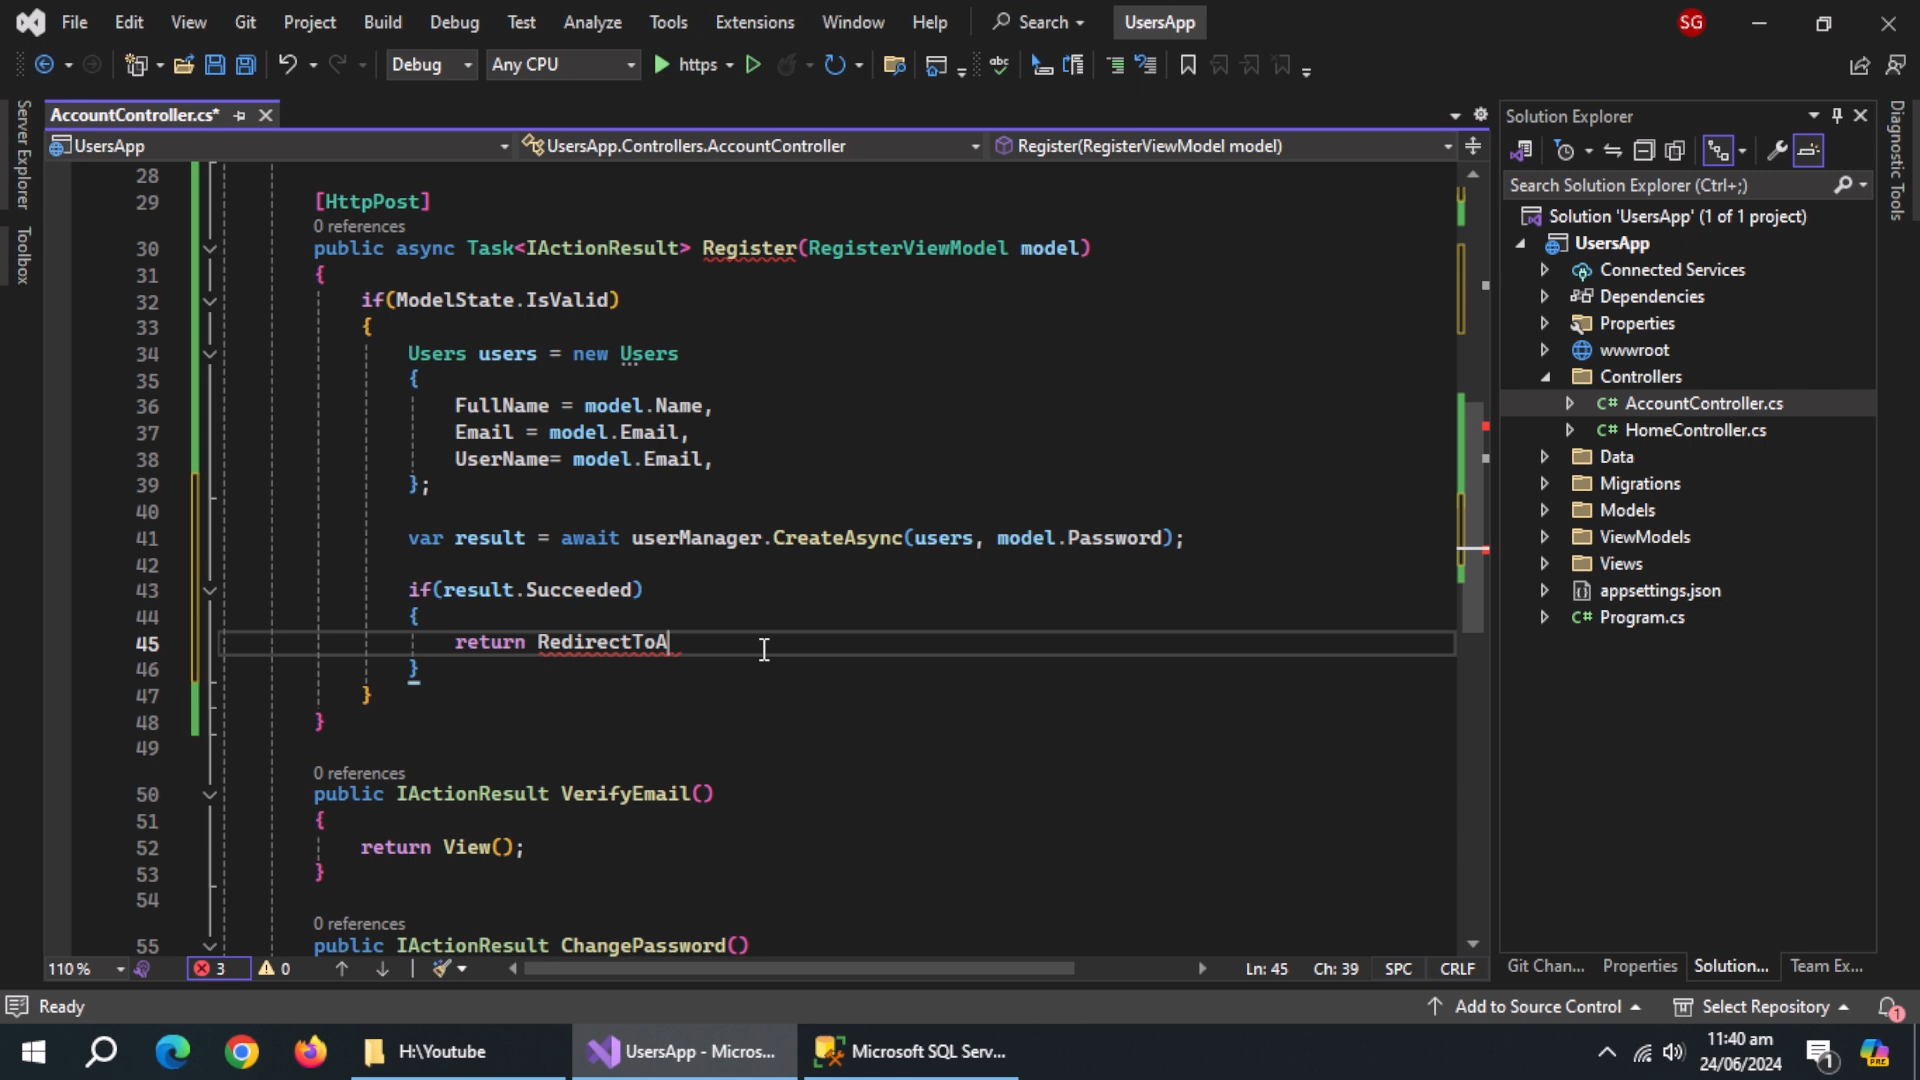 File Edit View Git Project Build Debug Test Analyze Tools Extensions Window Help Search UsersApp SG
Debug Any CPU https
Server Explorer
Toolbox
AccountController.cs*
UsersApp UsersApp.Controllers.AccountController Register(RegisterViewModel model)
28
29 [HttpPost]
0 references
30 public async Task<IActionResult> Register(RegisterViewModel model)
31 {
32 if(ModelState.IsValid)
33 {
34 Users users = new Users
35 {
36 FullName = model.Name,
37 Email = model.Email,
38 UserName= model.Email,
39 };
40
41 var result = await userManager.CreateAsync(users, model.Password);
42
43 if(result.Succeeded)
44 {
45 return RedirectToA
46 }
47 }
48 }
49
0 references
50 public IActionResult VerifyEmail()
51 {
52 return View();
53 }
54
0 references
55 public IActionResult ChangePassword()
110 % 3 0 Ln: 45 Ch: 39 SPC CRLF
Solution Explorer
Search Solution Explorer (Ctrl+;)
Solution 'UsersApp' (1 of 1 project)
UsersApp
Connected Services
Dependencies
Properties
wwwroot
Controllers
C# AccountController.cs
C# HomeController.cs
Data
Migrations
Models
ViewModels
Views
appsettings.json
C# Program.cs
Git Chan... Properties Solution... Team Ex...
Diagnostic Tools
Ready Add to Source Control Select Repository 1
H:\Youtube UsersApp - Micros... Microsoft SQL Serv...
11:40 am
24/06/2024
1
PRE